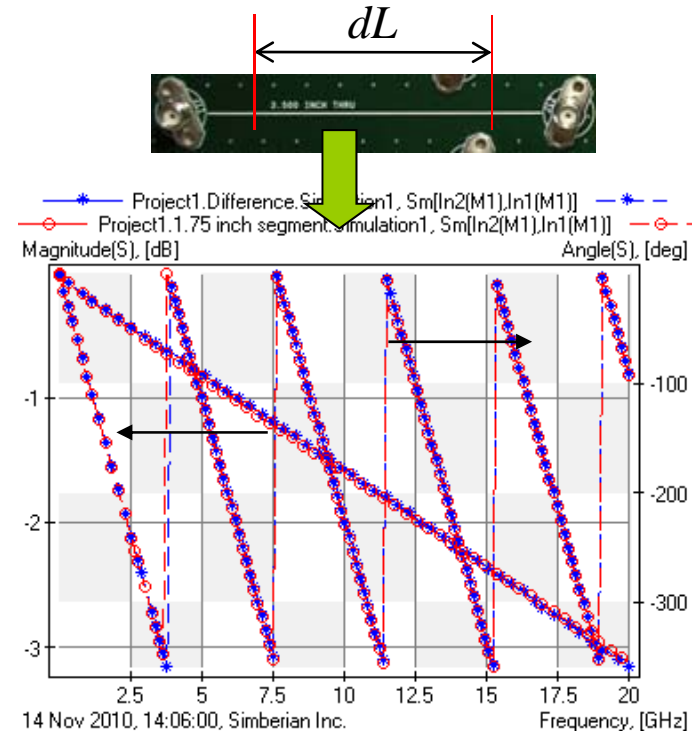 dL
3.500 INCH THRU
Project1.Difference.Simulation1, Sm[In2(M1),In1(M1)]
Project1.1.75 inch segment.Simulation1, Sm[In2(M1),In1(M1)]
Magnitude(S), [dB] Angle(S), [deg]
-1 -100
-200
-2
-300
-3
2.5 5 7.5 10 12.5 15 17.5 20
14 Nov 2010, 14:06:00, Simberian Inc. Frequency, [GHz]